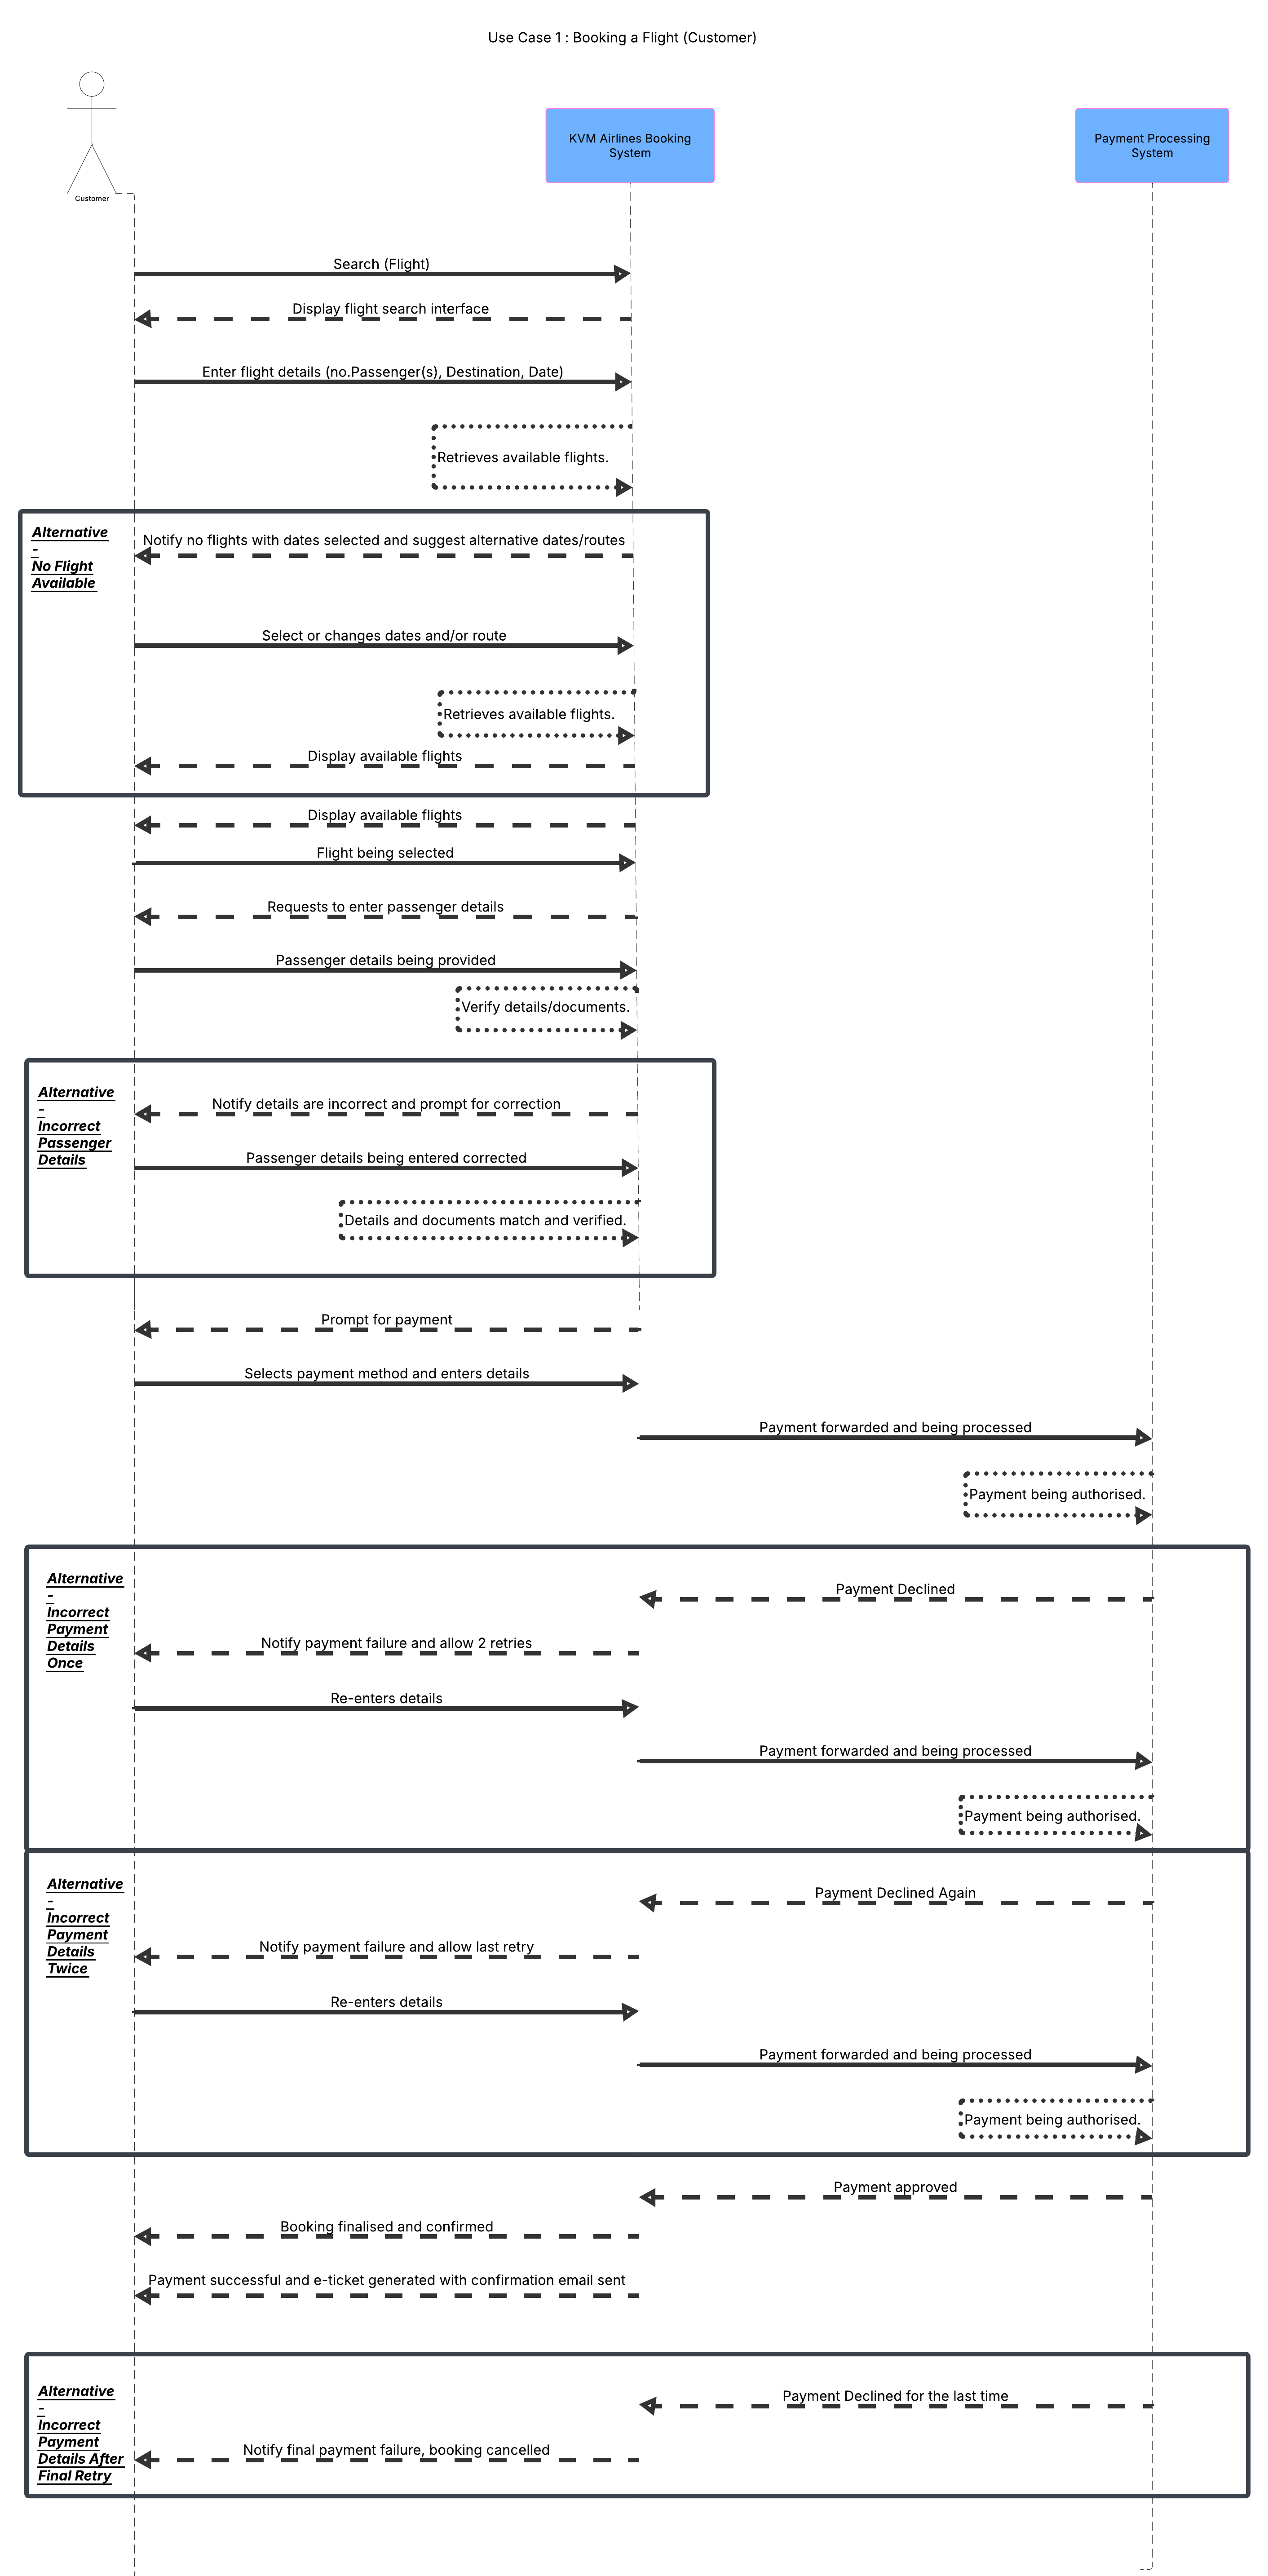 Use Case 1 : Booking a Flight (Customer)
Customer
KVM Airlines Booking
System
Payment Processing
System
Search (Flight)
Display flight search interface
Enter flight details (no.Passenger(s), Destination, Date)
Retrieves available flights.
Alternative
-
No Flight
Available
Notify no flights with dates selected and suggest alternative dates/routes
Select or changes dates and/or route
Retrieves available flights.
Display available flights
Display available flights
Flight being selected
Requests to enter passenger details
Passenger details being provided
Verify details/documents.
Alternative
-
Incorrect
Passenger
Details
Notify details are incorrect and prompt for correction
Passenger details being entered corrected
Details and documents match and verified.
Prompt for payment
Selects payment method and enters details
Payment forwarded and being processed
Payment being authorised.
Alternative
-
Incorrect
Payment
Details
Once
Payment Declined
Notify payment failure and allow 2 retries
Re-enters details
Payment forwarded and being processed
Payment being authorised.
Alternative
-
Incorrect
Payment
Details
Twice
Payment Declined Again
Notify payment failure and allow last retry
Re-enters details
Payment forwarded and being processed
Payment being authorised.
Payment approved
Booking finalised and confirmed
Payment successful and e-ticket generated with confirmation email sent
Alternative
-
Incorrect
Payment
Details After
Final Retry
Payment Declined for the last time
Notify final payment failure, booking cancelled